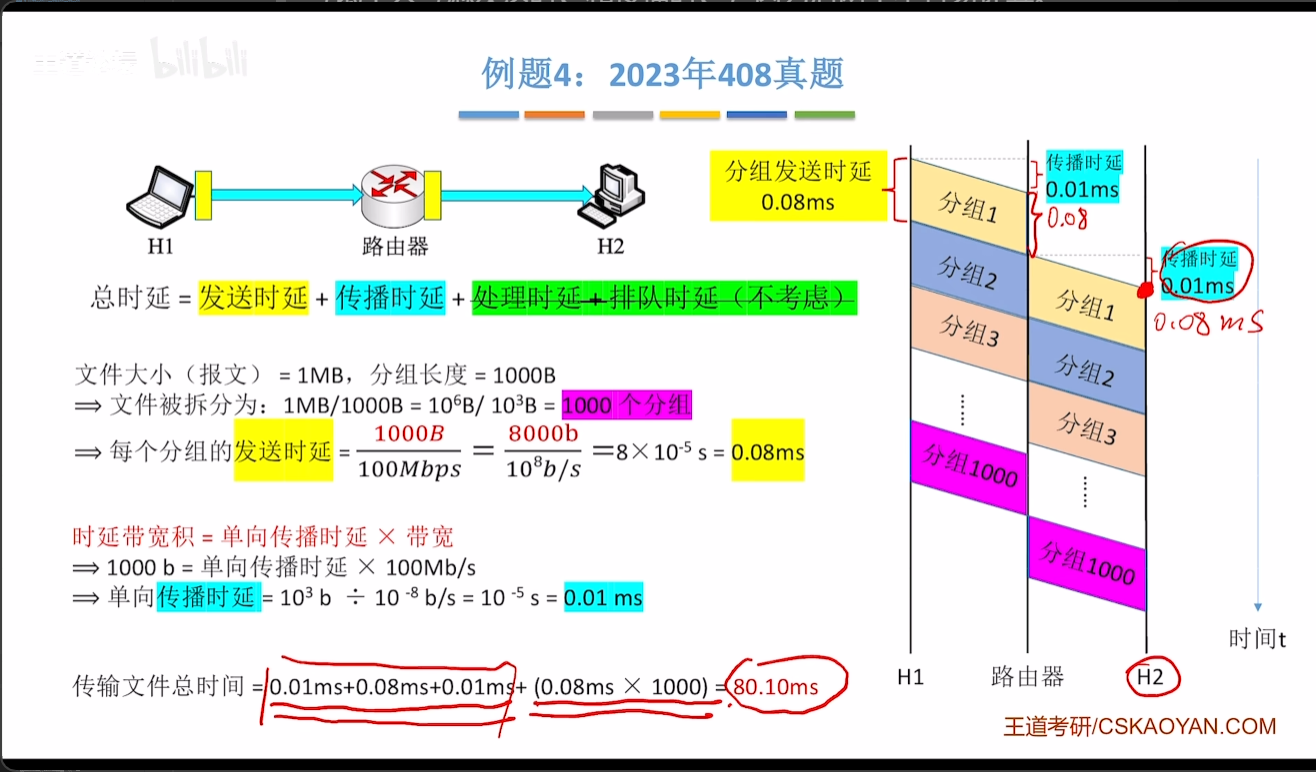 bilibili
例题4：2023年408真题
H1
路由器
H2
总时延 = 发送时延 + 传播时延 + 处理时延 + 排队时延（不考虑）
文件大小（报文） = 1MB，分组长度 = 1000B
⟹ 文件被拆分为：1MB/1000B = 10⁶B/ 10³B = 1000 个分组
⟹ 每个分组的发送时延 = 1000B/100Mbps = 8000b/10⁸b/s = 8×10⁻⁵ s = 0.08ms
时延带宽积 = 单向传播时延 × 带宽
⟹ 1000 b = 单向传播时延 × 100Mb/s
⟹ 单向传播时延 = 10³ b ÷ 10 ⁻⁸ b/s = 10 ⁻⁵ s = 0.01 ms
传输文件总时间 = 0.01ms+0.08ms+0.01ms+ (0.08ms × 1000) = 80.10ms
分组发送时延
0.08ms
传播时延
0.01ms
0.08
传播时延
0.01ms
0.08 ms
分组1
分组2
分组3
……
分组1000
分组1
分组2
分组3
……
分组1000
时间t
H1
路由器
H2
王道考研/CSKAOYAN.COM